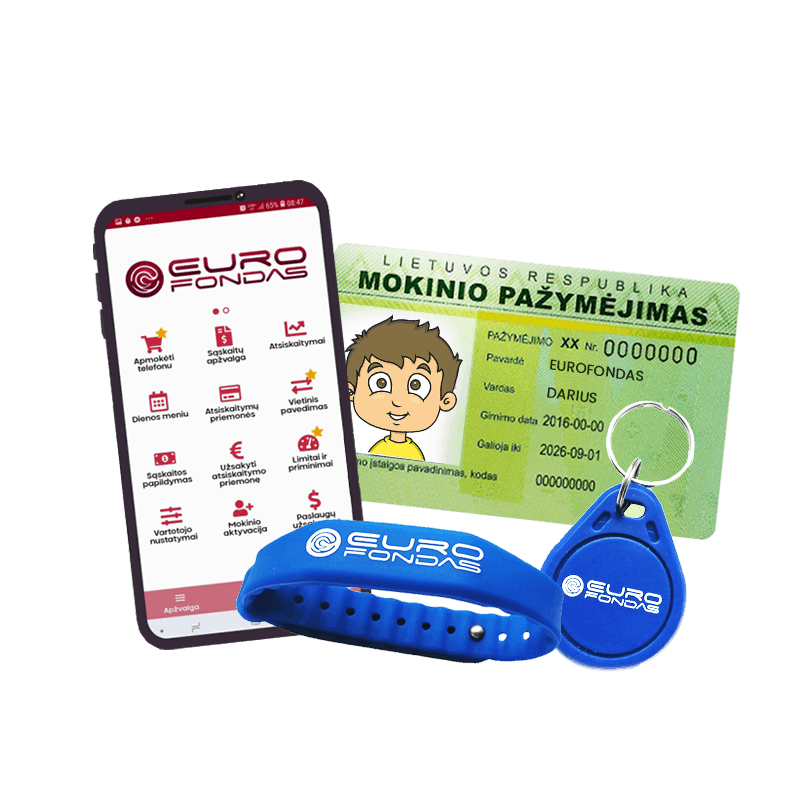 65% 08:47
EURO
FONDAS
Apmokėti
telefonu
Sąskaitų
apžvalga
Atsiskaitymai
Dienos meniu
Atsiskaitymų
priemonės
Vietinis
pavedimas
Sąskaitos
papildymas
Užsakyti
atsiskaitymo
priemonę
Limitai ir
priminimai
Vartotojo
nustatymai
Mokinio
aktyvacija
Paslaugų
Apžvalga
LIETUVOS RESPUBLIKA
MOKINIO PAŽYMĖJIMAS
PAŽYMĖJIMO XX Nr. 0000000
Pavardė EUROFONDAS
Vardas DARIUS
Gimimo data 2016-00-00
Galioja iki 2026-09-01
įstaigos pavadinimas, kodas 000000000
EURO
FONDAS
EURO
FONDAS